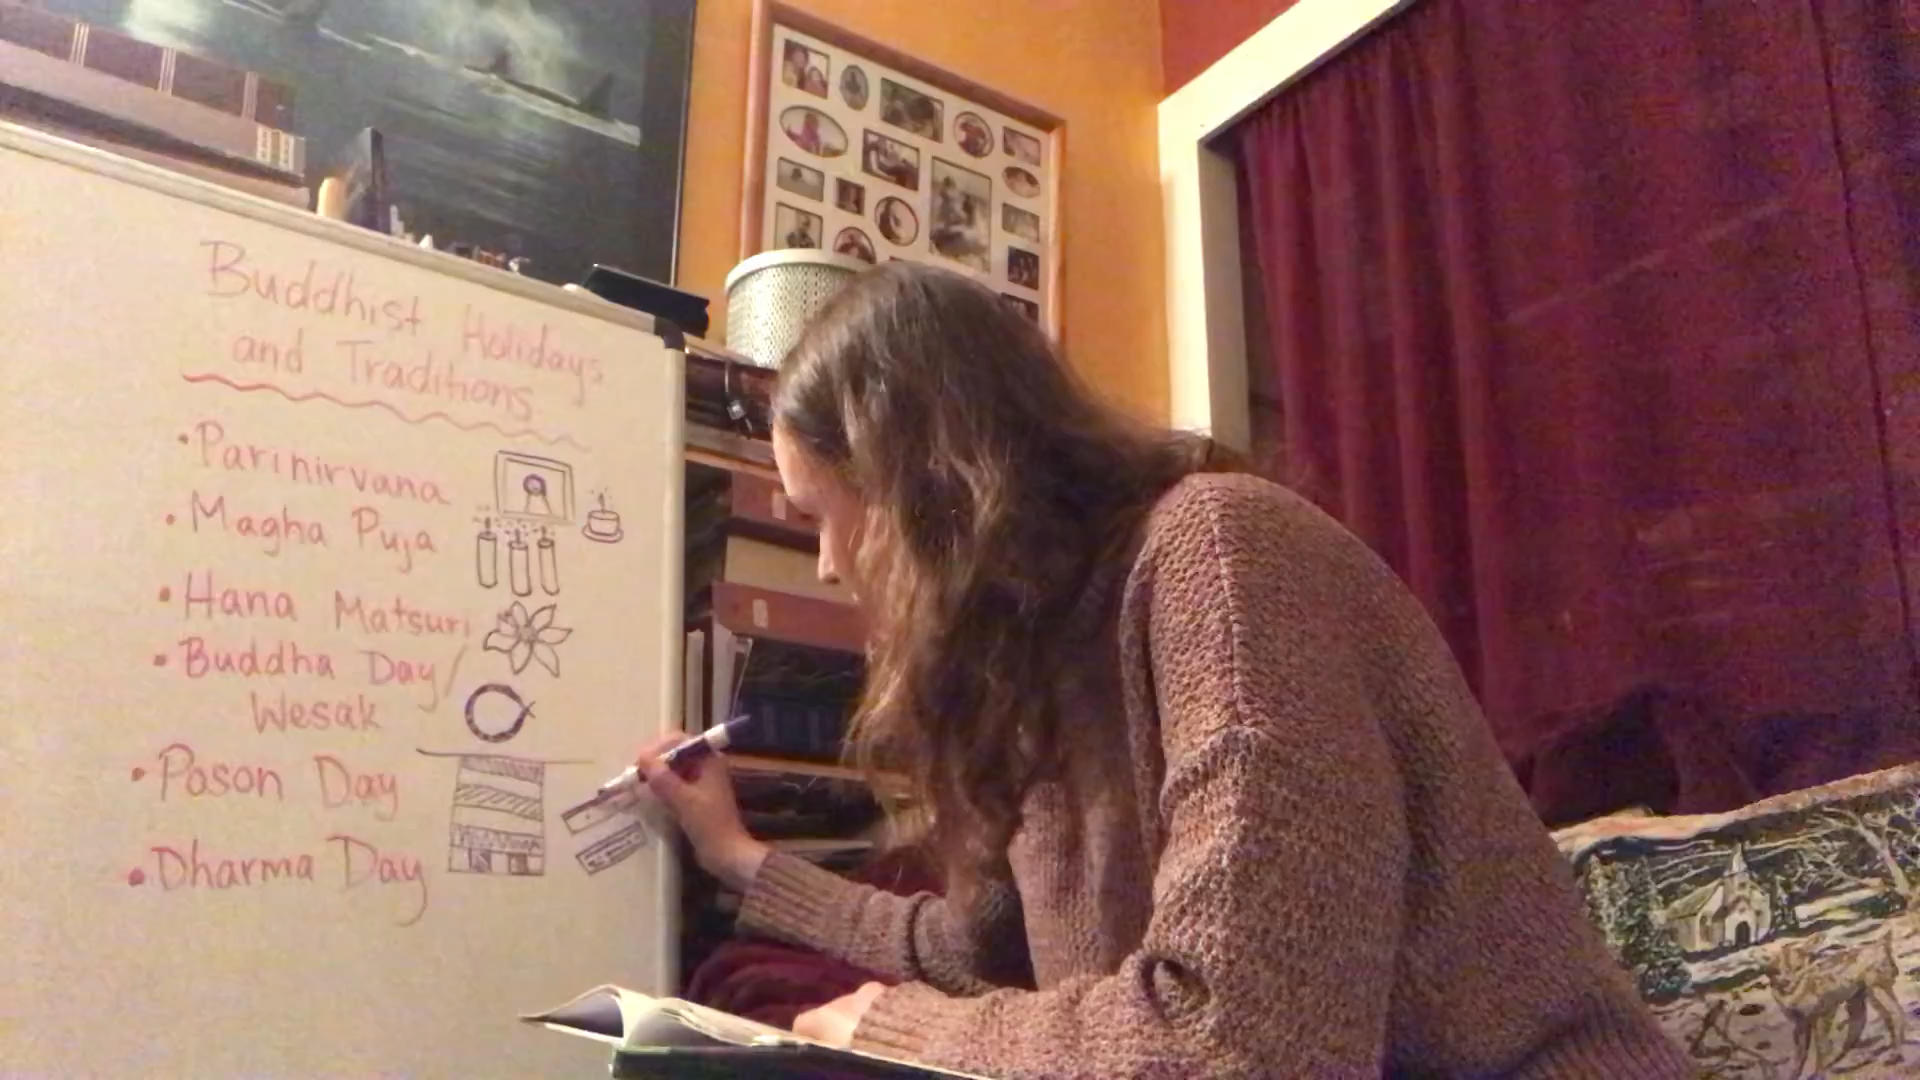 Buddhist Holidays
and Traditions
• Parinirvana
• Magha Puja
• Hana Matsuri
• Buddha Day/
Wesak
• Poson Day
• Dharma Day